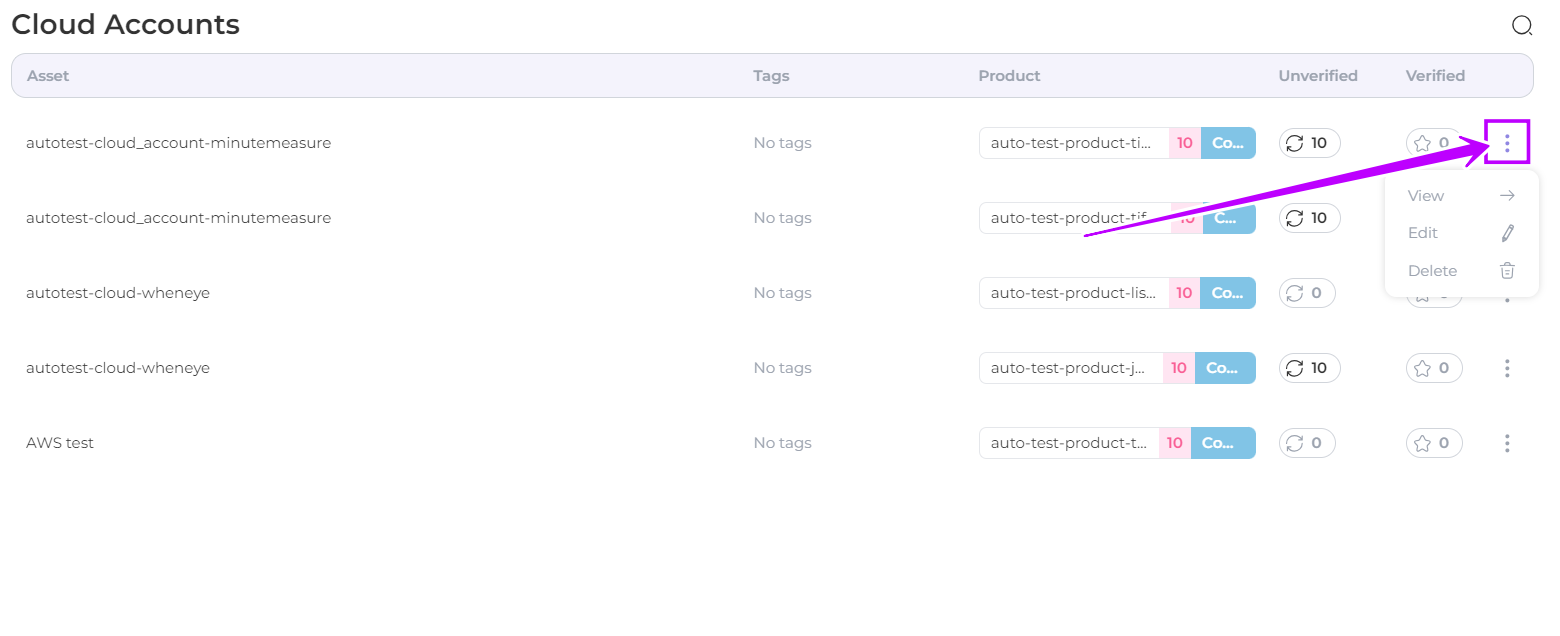 Cloud Accounts
Asset Tags Product Unverified Verified
autotest-cloud_account-minutemeasure No tags auto-test-product-ti... 10 Co... 10 0
View
autotest-cloud_account-minutemeasure No tags auto-test-product-tif 10 C... 10
Edit
Delete
autotest-cloud-wheneye No tags auto-test-product-lis... 10 Co... 0
autotest-cloud-wheneye No tags auto-test-product-j... 10 Co... 10 0
AWS test No tags auto-test-product-t... 10 Co... 0 0